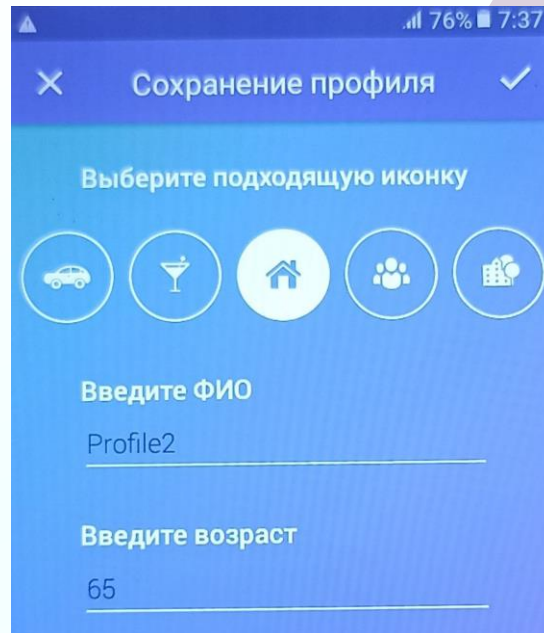 76% 7:37
Сохранение профиля
Выберите подходящую иконку
Введите ФИО
Profile2
Введите возраст
65